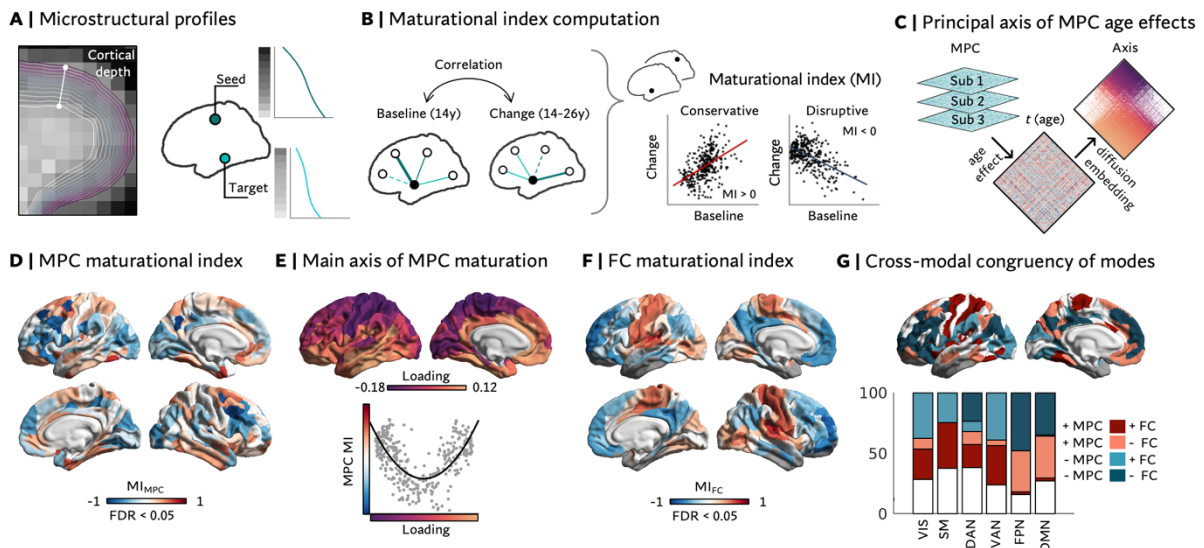 A | Microstructural profiles
Cortical
depth
Seed
Target
B | Maturational index computation
Correlation
Baseline (14y)
Change (14-26y)
Maturational index (MI)
Conservative
Disruptive
Change
MI > 0
Baseline
Change
MI < 0
Baseline
C | Principal axis of MPC age effects
MPC
Axis
Sub 1
Sub 2
Sub 3
t (age)
age
effect
diffusion
embedding
D | MPC maturational index
MI_MPC
-1
1
FDR < 0.05
E | Main axis of MPC maturation
Loading
-0.18
0.12
MPC MI
Loading
F | FC maturational index
MI_FC
-1
1
FDR < 0.05
G | Cross-modal congruency of modes
100
50
0
VIS
SM
DAN
VAN
FPN
DMN
+ MPC + FC
+ MPC - FC
- MPC + FC
- MPC - FC